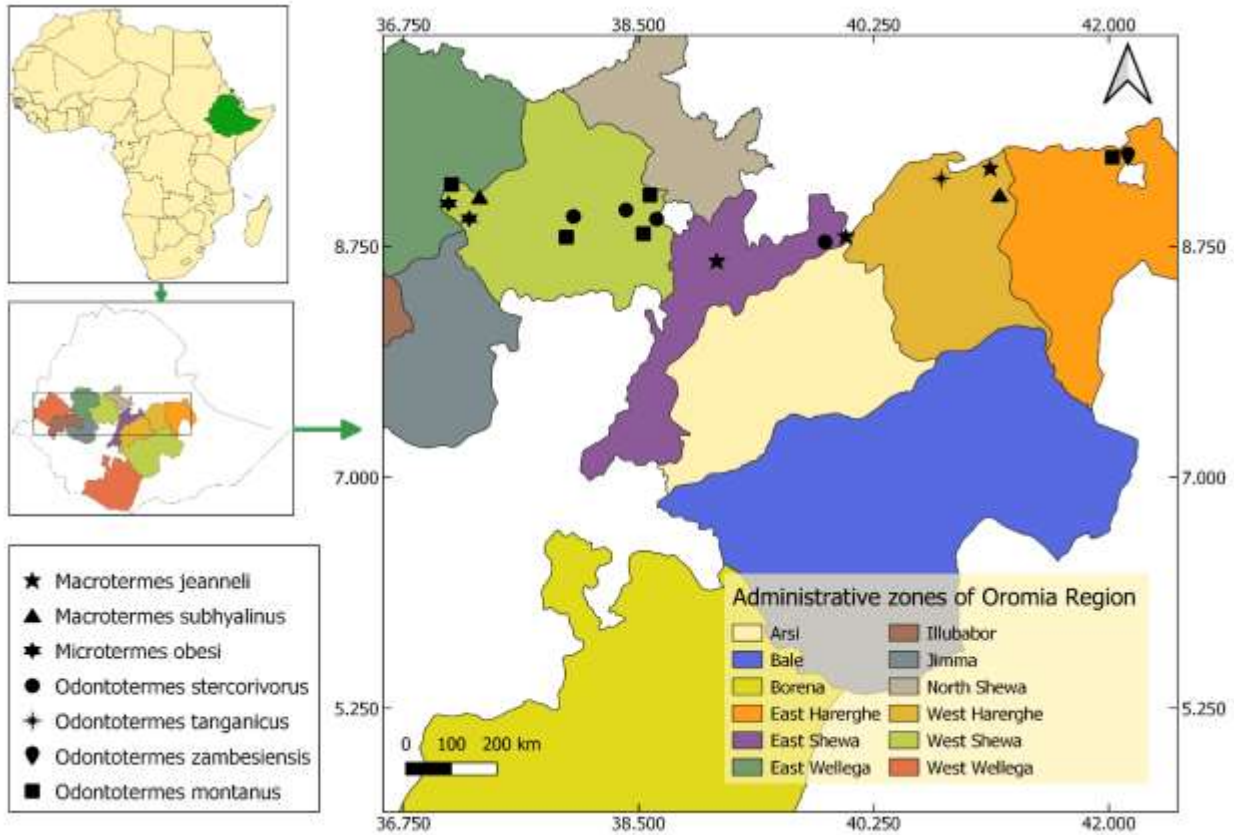 36.750 38.500 40.250 42.000
8.750 8.750
7.000 7.000
5.250 5.250
Macrotermes jeanneli
Macrotermes subhyalinus
Microtermes obesi
Odontotermes stercorivorus
Odontotermes tanganicus
Odontotermes zambesiensis
Odontotermes montanus
Administrative zones of Oromia Region
Arsi Illubabor
Bale Jimma
Borena North Shewa
East Harerghe West Harerghe
East Shewa West Shewa
East Wellega West Wellega
0 100 200 km
36.750 38.500 40.250 42.000